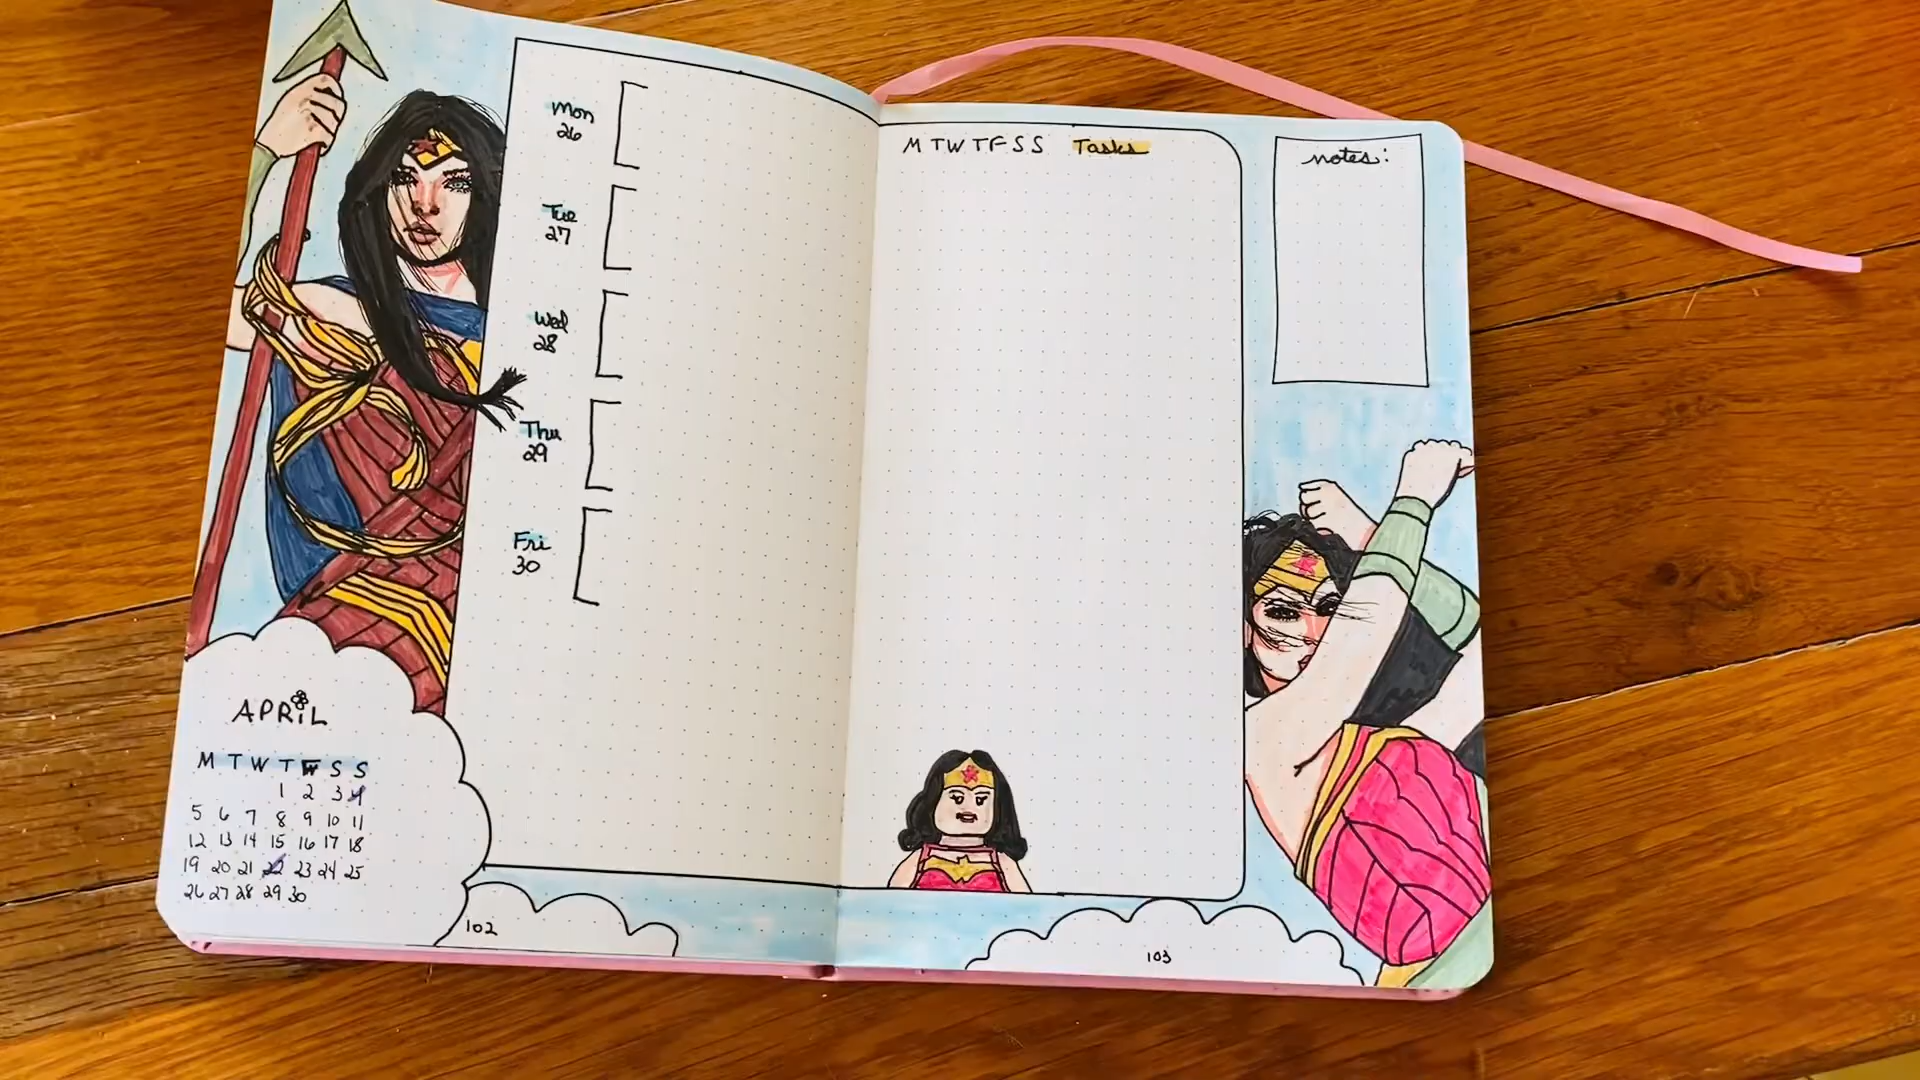 Mon
26
Tue
27
Wed
28
Thu
29
Fri
30
APRiL
M T W T F S S
1 2 3 4
5 6 7 8 9 10 11
12 13 14 15 16 17 18
19 20 21 22 23 24 25
26 27 28 29 30
102
M T W T F S S Tasks
notes:
103